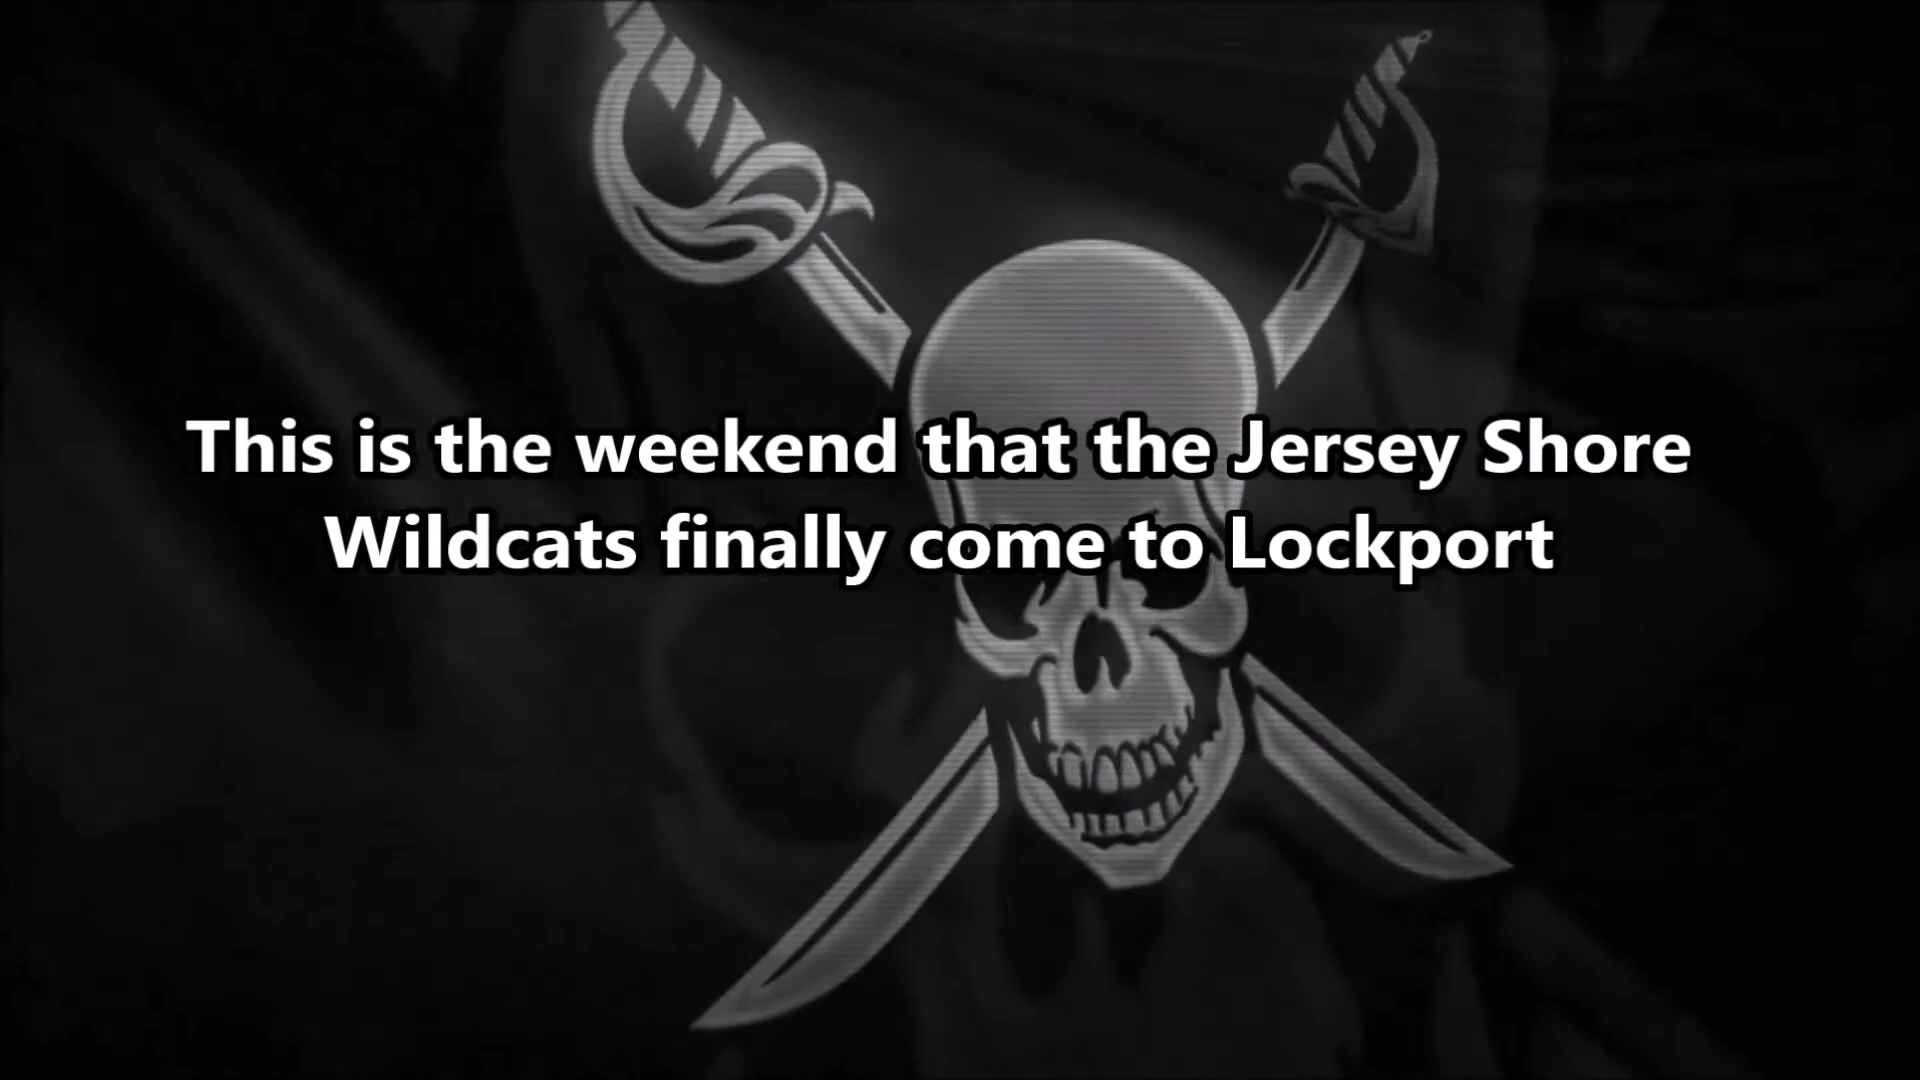 This is the weekend that the Jersey Shore
Wildcats finally come to Lockport